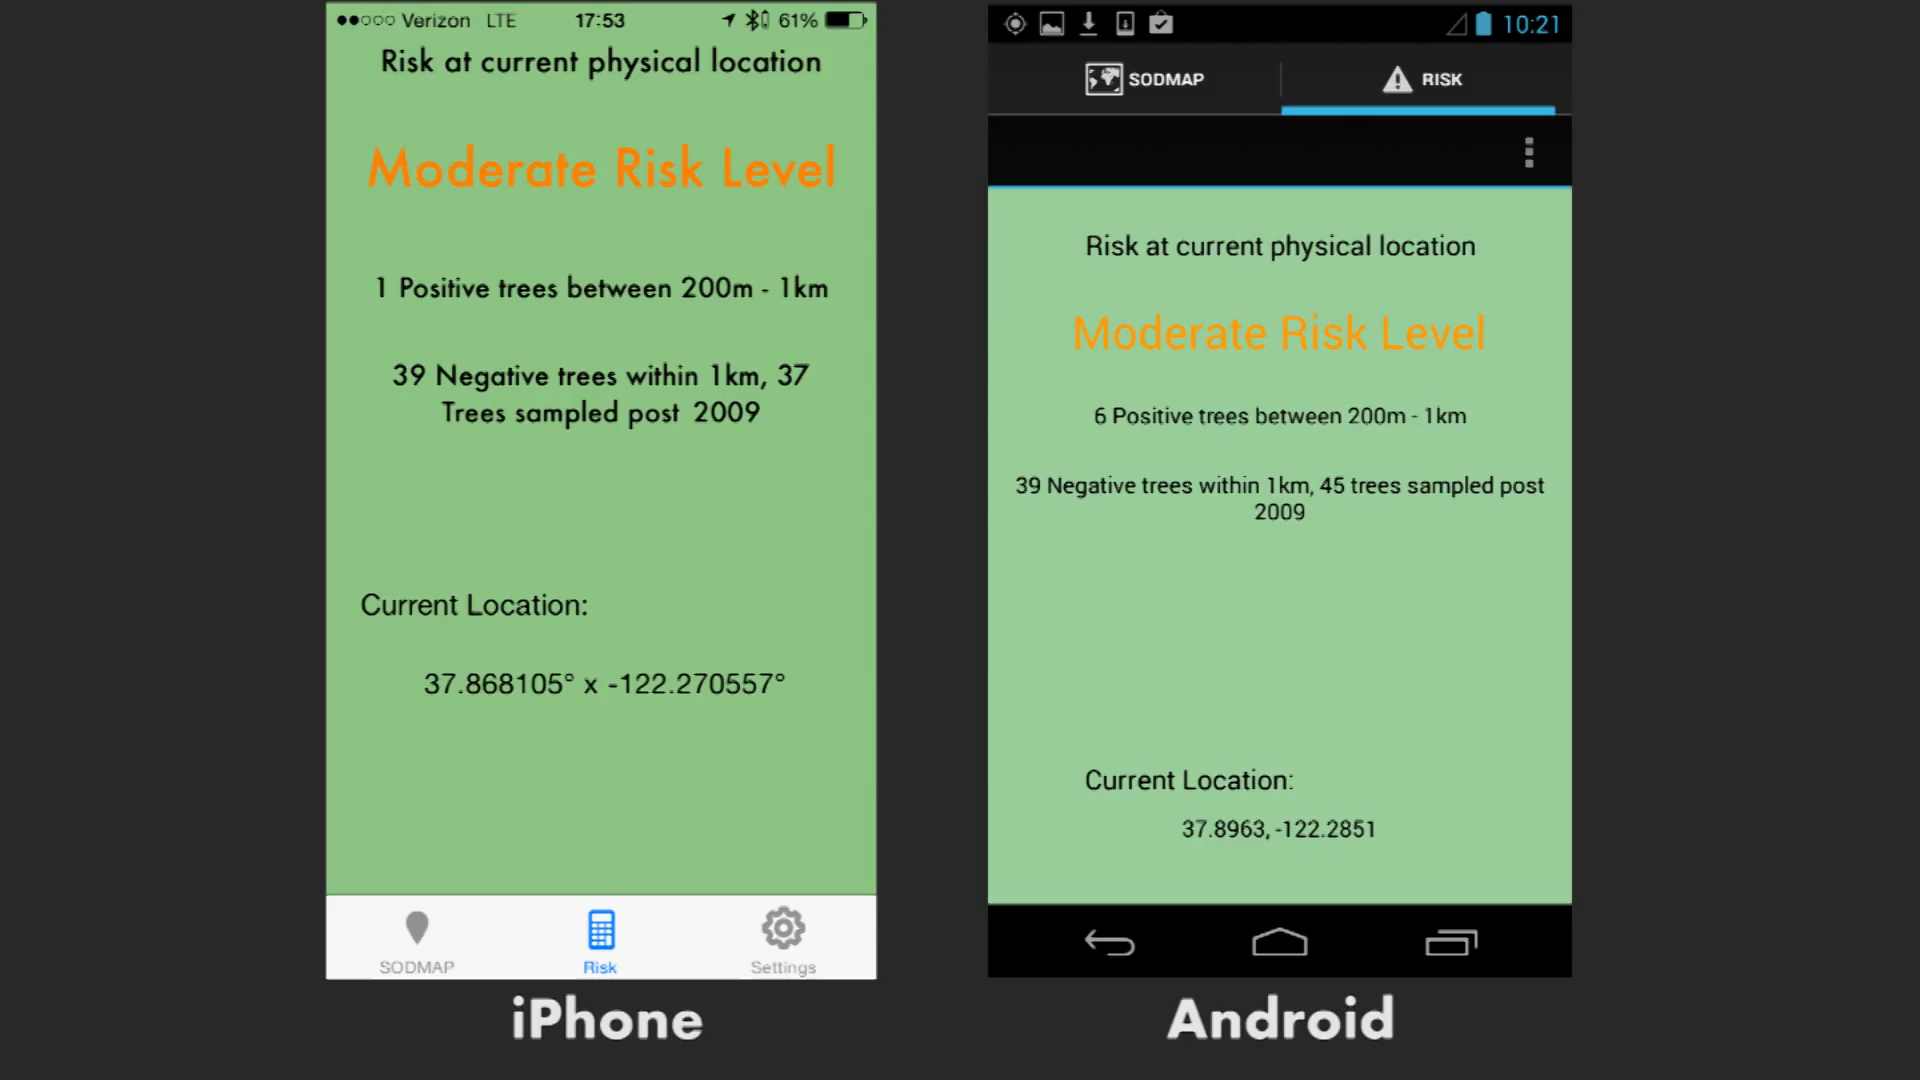 Verizon LTE 17:53 61%
Risk at current physical location
Moderate Risk Level
1 Positive trees between 200m - 1km
39 Negative trees within 1km, 37
Trees sampled post 2009
Current Location:
37.868105° x -122.270557°
SODMAP Risk Settings
iPhone
10:21
SODMAP RISK
Risk at current physical location
Moderate Risk Level
6 Positive trees between 200m - 1km
39 Negative trees within 1km, 45 trees sampled post
2009
Current Location:
37.8963, -122.2851
Android